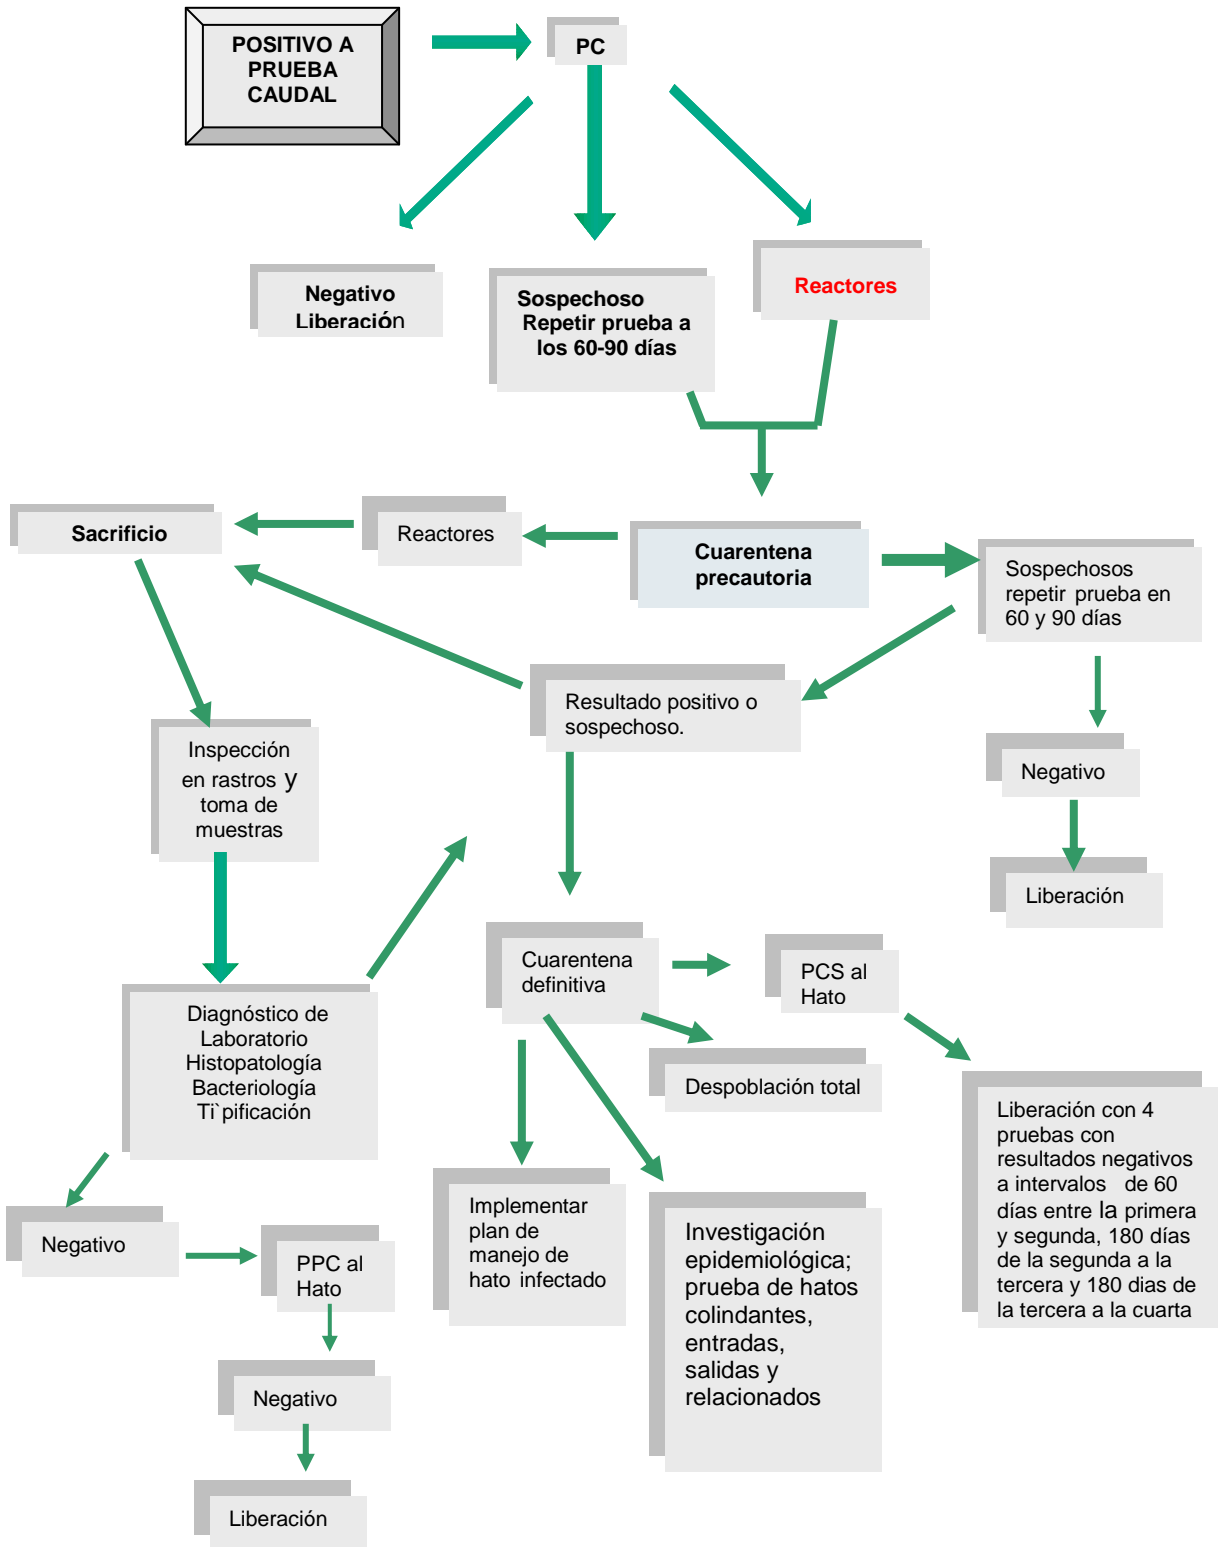 POSITIVO A
PRUEBA
CAUDAL
PC
Negativo
Liberación
Sospechoso
Repetir prueba a
los 60-90 días
Reactores
Sacrificio
Reactores
Cuarentena
precautoria
Sospechosos
repetir prueba en
60 y 90 días
Resultado positivo o
sospechoso.
Inspección
en rastros y
toma de
muestras
Negativo
Liberación
Cuarentena
definitiva
PCS al
Hato
Diagnóstico de
Laboratorio
Histopatología
Bacteriología
Ti`pificación
Despoblación total
Liberación con 4
pruebas con
resultados negativos
a intervalos de 60
días entre la primera
y segunda, 180 días
de la segunda a la
tercera y 180 dias de
la tercera a la cuarta
Implementar
plan de
manejo de
hato infectado
Investigación
epidemiológica;
prueba de hatos
colindantes,
entradas,
salidas y
relacionados
Negativo
PPC al
Hato
Negativo
Liberación